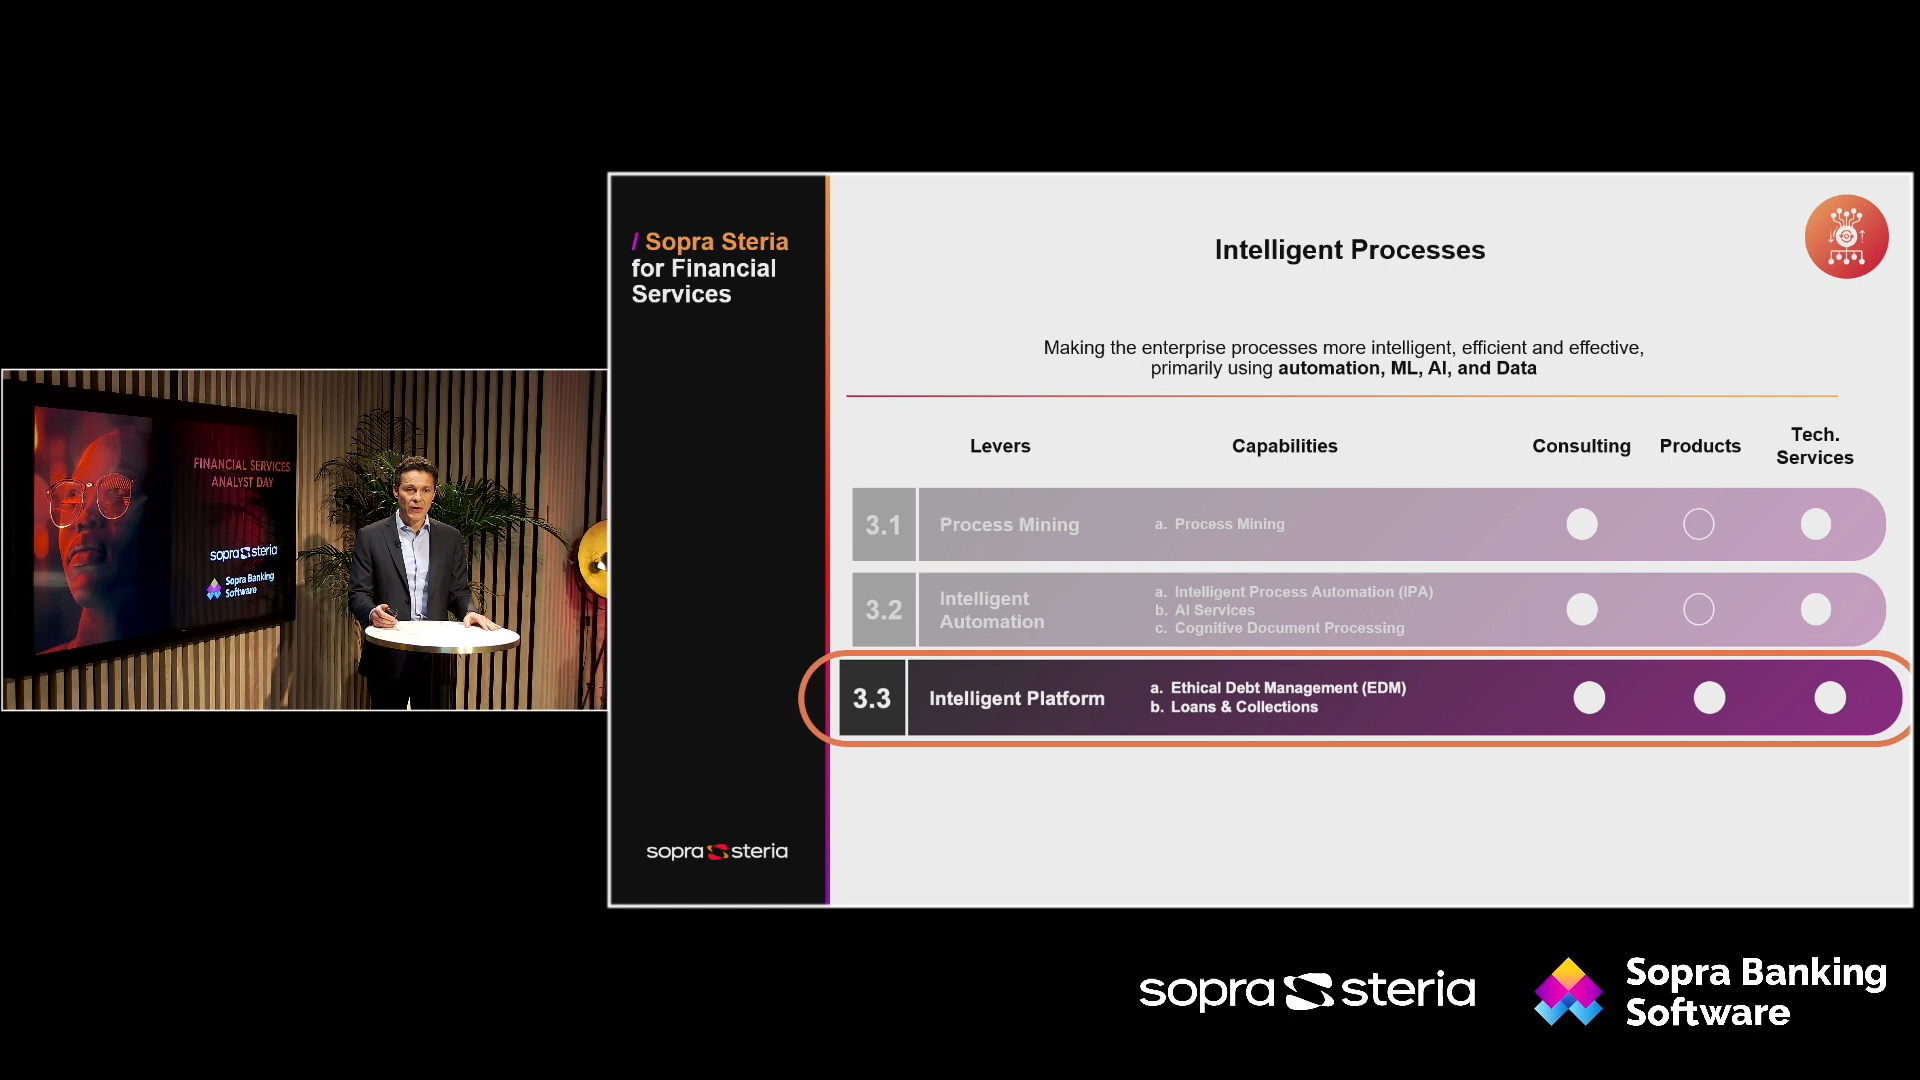 FINANCIAL SERVICES
ANALYST DAY
sopra steria
Sopra Banking
Software
/ Sopra Steria
for Financial
Services
sopra steria
Intelligent Processes
Making the enterprise processes more intelligent, efficient and effective,
primarily using automation, ML, AI, and Data
Levers
Capabilities
Consulting
Products
Tech.
Services
3.1
Process Mining
a. Process Mining
3.2
Intelligent
Automation
a. Intelligent Process Automation (IPA)
b. AI Services
c. Cognitive Document Processing
3.3
Intelligent Platform
a. Ethical Debt Management (EDM)
b. Loans & Collections
sopra steria
Sopra Banking
Software